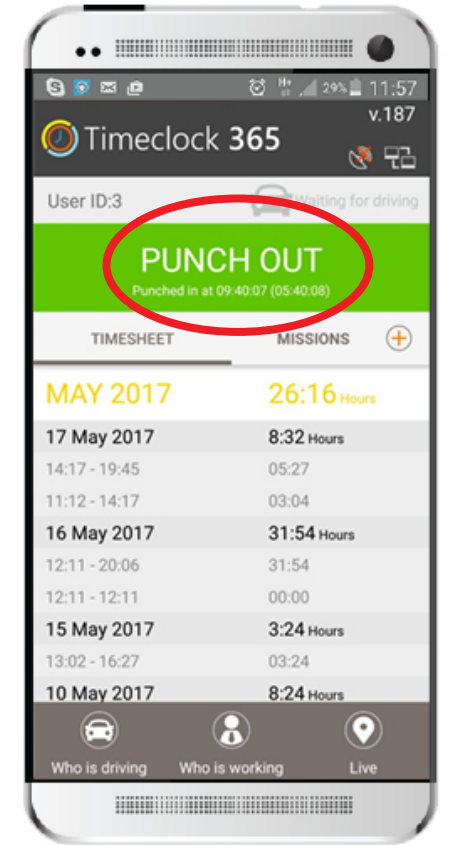 29% 11:57
v.187
Timeclock 365
User ID:3 Waiting for driving
PUNCH OUT
Punched in at 09:40:07 (05:40:08)
TIMESHEET MISSIONS
MAY 2017 26:16 Hours
17 May 2017 8:32 Hours
14:17 - 19:45 05:27
11:12 - 14:17 03:04
16 May 2017 31:54 Hours
12:11 - 20:06 31:54
12:11 - 12:11 00:00
15 May 2017 3:24 Hours
13:02 - 16:27 03:24
10 May 2017 8:24 Hours
Who is driving Who is working Live